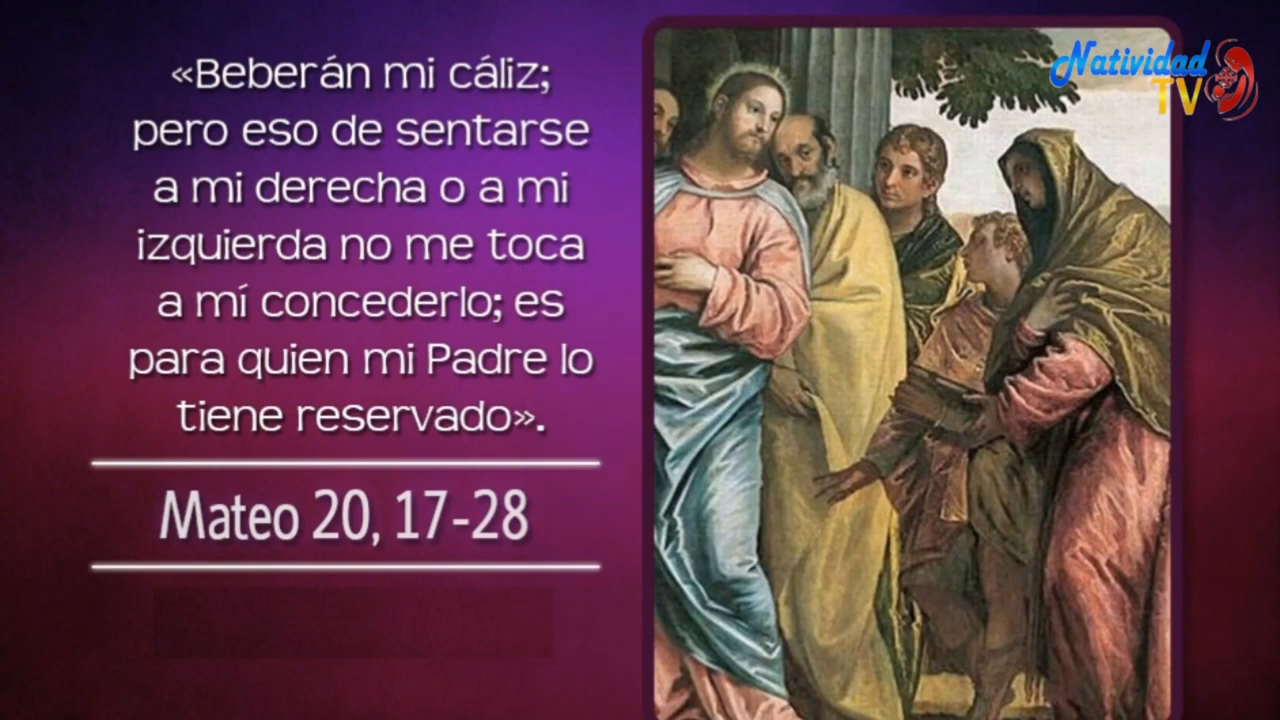 «Beberán mi cáliz;
pero eso de sentarse
a mi derecha o a mi
izquierda no me toca
a mí concederlo; es
para quien mi Padre lo
tiene reservado».
Mateo 20, 17-28
Natividad
TV